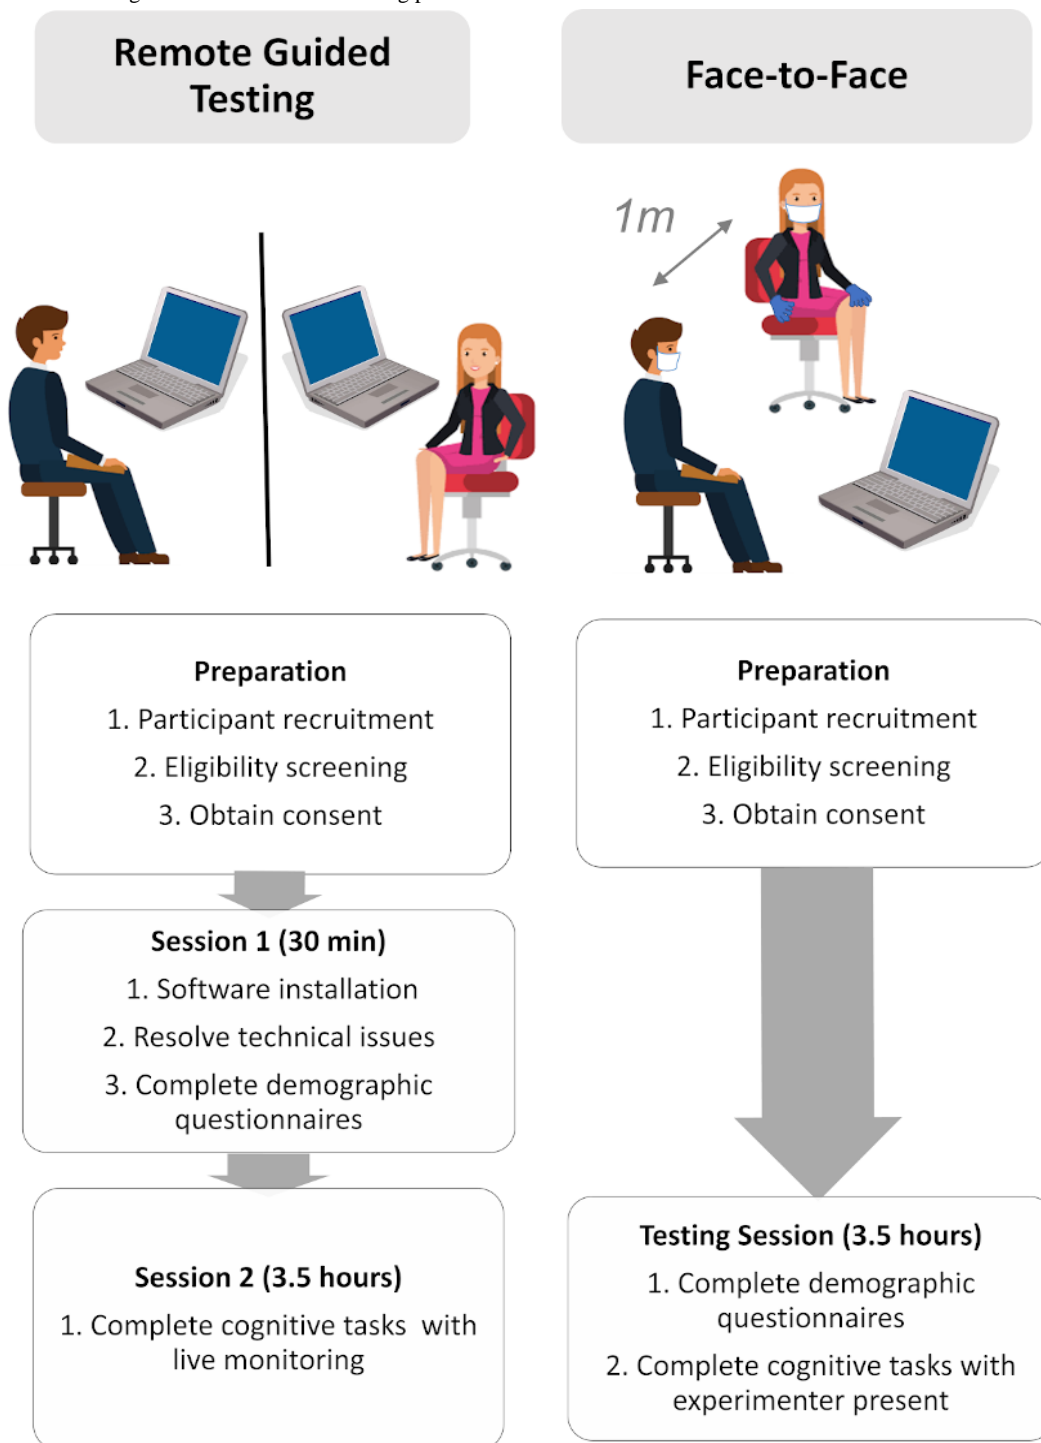 Remote Guided
Testing
Face-to-Face
1m
Preparation
1. Participant recruitment
2. Eligibility screening
3. Obtain consent
Session 1 (30 min)
1. Software installation
2. Resolve technical issues
3. Complete demographic
questionnaires
Session 2 (3.5 hours)
1. Complete cognitive tasks with
live monitoring
Preparation
1. Participant recruitment
2. Eligibility screening
3. Obtain consent
Testing Session (3.5 hours)
1. Complete demographic
questionnaires
2. Complete cognitive tasks with
experimenter present